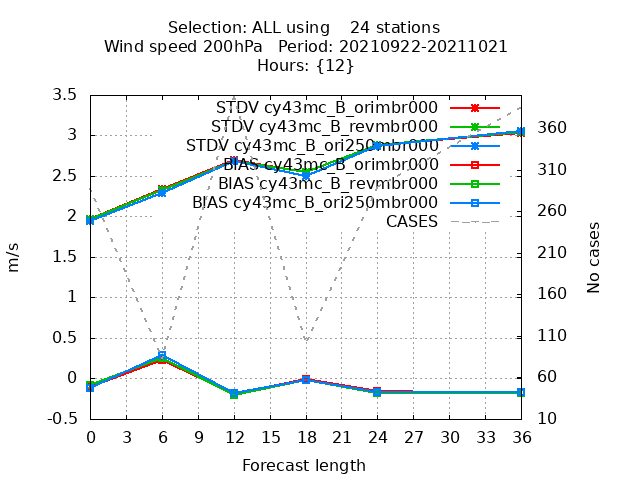 Selection: ALL using 24 stations
Wind speed 200hPa Period: 20210922-20211021
Hours: {12}
STDV cy43mc_B_orimbr000
STDV cy43mc_B_revmbr000
STDV cy43mc_B_ori250mbr000
BIAS cy43mc_B_orimbr000
BIAS cy43mc_B_revmbr000
BIAS cy43mc_B_ori250mbr000
CASES
3.5
3
2.5
2
1.5
1
0.5
0
-0.5
m/s
360
310
260
210
160
110
60
10
No cases
0 3 6 9 12 15 18 21 24 27 30 33 36
Forecast length